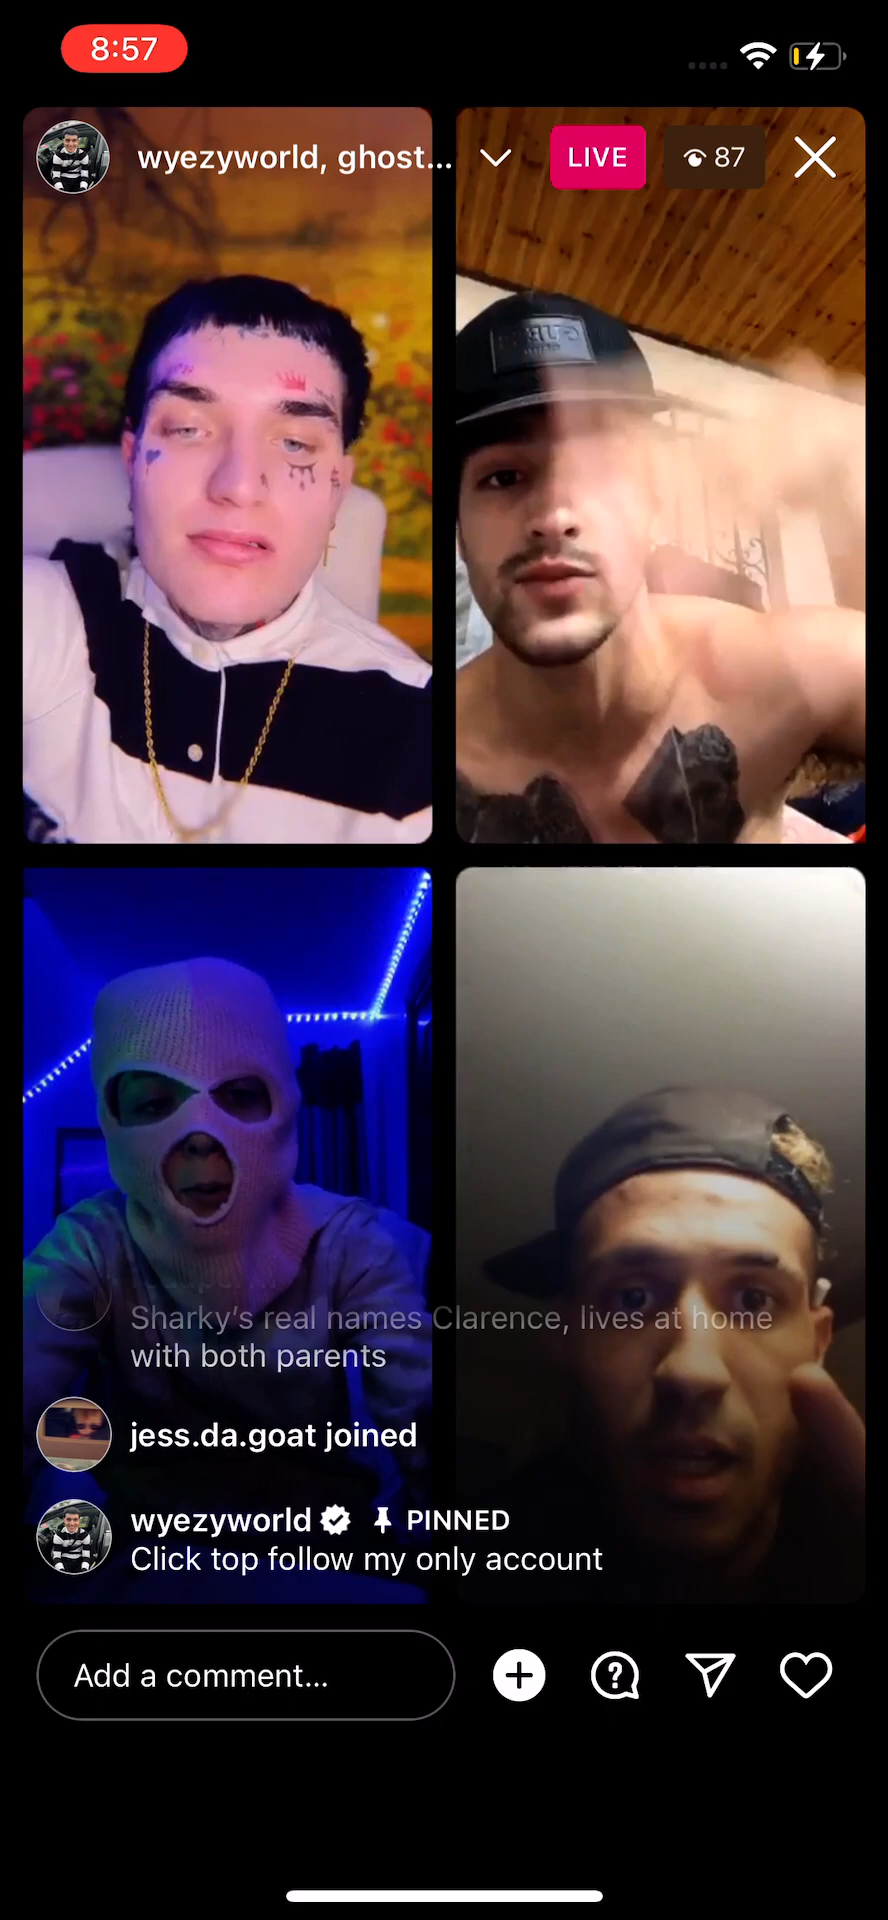 8:57
wyezyworld, ghost...
LIVE
87
Sharky’s real names Clarence, lives at home
with both parents
jess.da.goat joined
wyezyworld PINNED
Click top follow my only account
Add a comment...